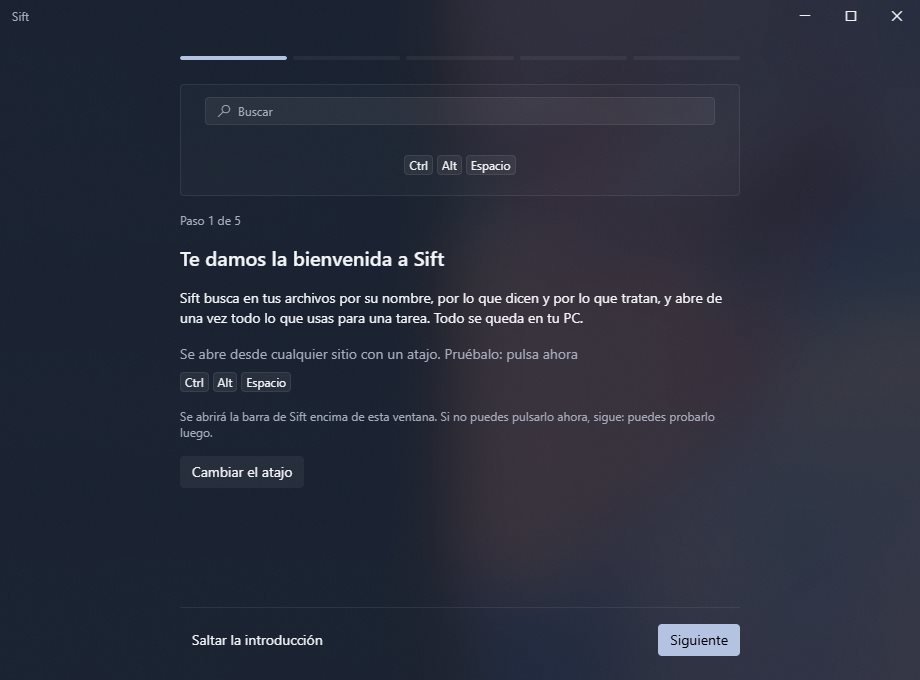 Sift
Buscar
Ctrl Alt Espacio
Paso 1 de 5
Te damos la bienvenida a Sift
Sift busca en tus archivos por su nombre, por lo que dicen y por lo que tratan, y abre de
una vez todo lo que usas para una tarea. Todo se queda en tu PC.
Se abre desde cualquier sitio con un atajo. Pruébalo: pulsa ahora
Ctrl Alt Espacio
Se abrirá la barra de Sift encima de esta ventana. Si no puedes pulsarlo ahora, sigue: puedes probarlo
luego.
Cambiar el atajo
Saltar la introducción
Siguiente